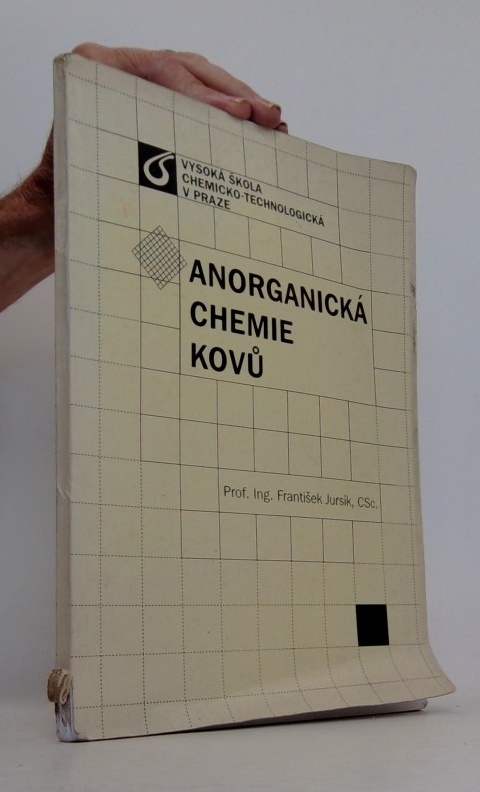 VYSOKÁ ŠKOLA
CHEMICKO-TECHNOLOGICKÁ
V PRAZE
ANORGANICKÁ
CHEMIE
KOVŮ
Prof. Ing. František Jursík, CSc.